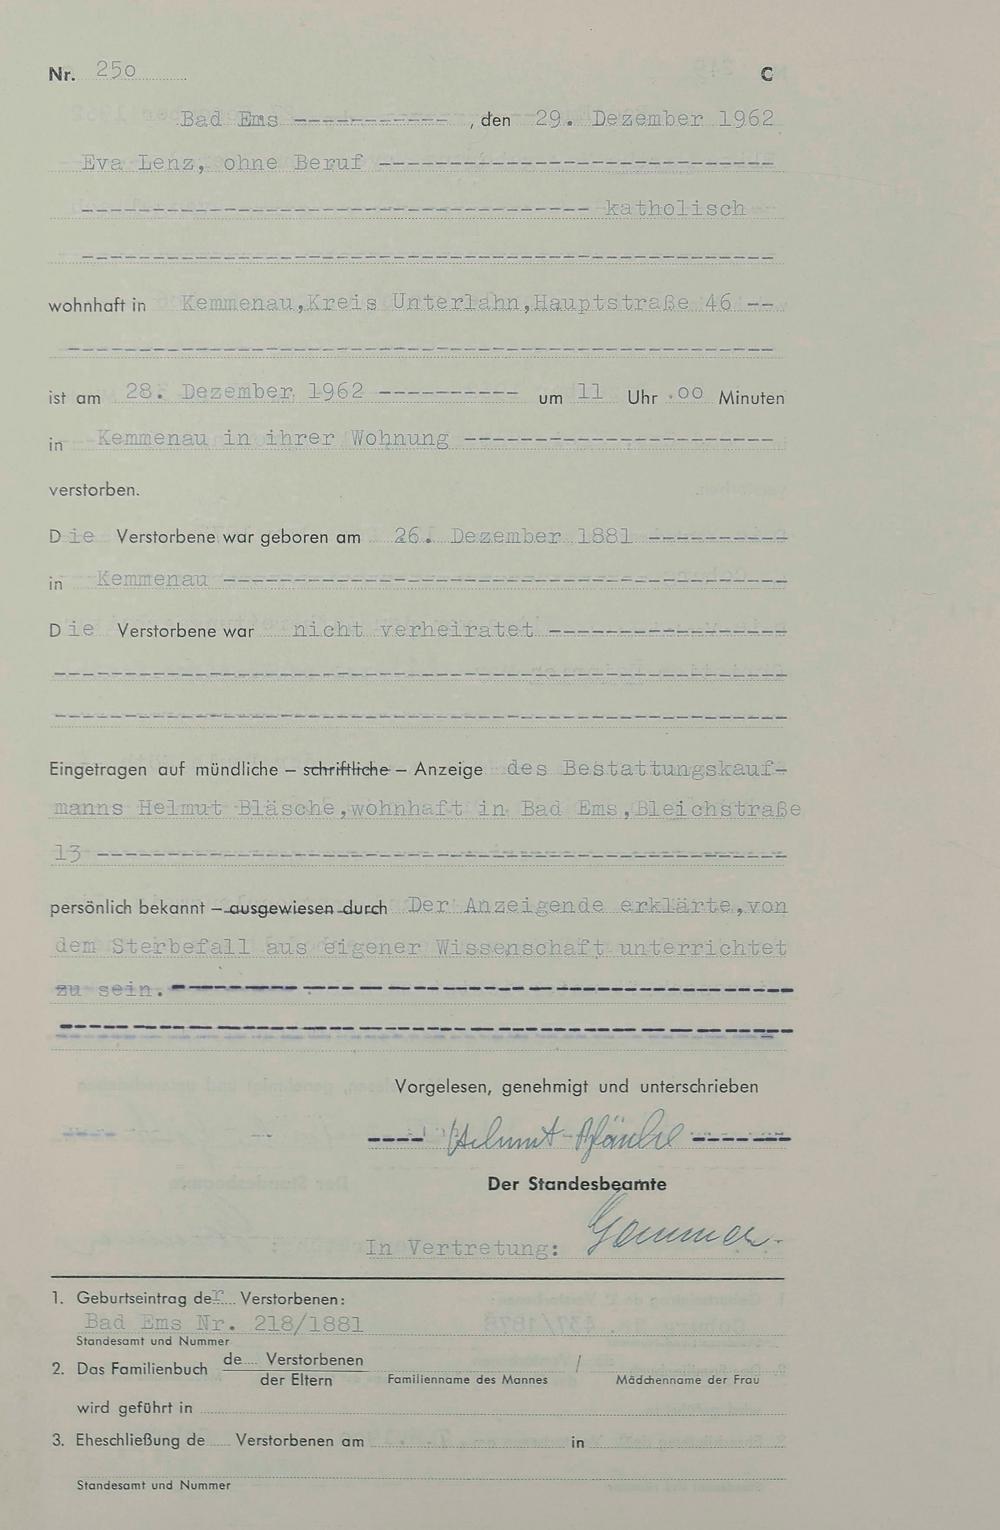 Nr. 250 C
Bad Ems ----------- , den 29. Dezember 1962
Eva Lenz, ohne Beruf ----------------------------
------------------------------------ katholisch --
-------------------------------------------------
wohnhaft in Kemmenau,Kreis Unterlahn,Hauptstraße 46 --
--------------------------------------------------
ist am 28. Dezember 1962 ---------- um 11 Uhr 00 Minuten
in Kemmenau in ihrer Wohnung ----------------------
verstorben.
Die Verstorbene war geboren am 26. Dezember 1881 ----------
in Kemmenau ----------------------------------------
Die Verstorbene war nicht verheiratet -----------------
----------------------------------------------------
----------------------------------------------------
Eingetragen auf mündliche – schriftliche – Anzeige des Bestattungskauf-
manns Helmut Bläsche,wohnhaft in Bad Ems,Bleichstraße
13 -------------------------------------------------
persönlich bekannt – ausgewiesen durch Der Anzeigende erklärte,von
dem Sterbefall aus eigener Wissenschaft unterrichtet
zu sein. --------------------------------------------
----------------------------------------------------
Vorgelesen, genehmigt und unterschrieben
---- Helmut Bläsche -------
Der Standesbeamte
In Vertretung:
1. Geburtseintrag der Verstorbenen:
Bad Ems Nr. 218/1881
Standesamt und Nummer
2. Das Familienbuch de Verstorbenen /
der Eltern Familienname des Mannes Mädchenname der Frau
wird geführt in
3. Eheschließung de Verstorbenen am in
Standesamt und Nummer